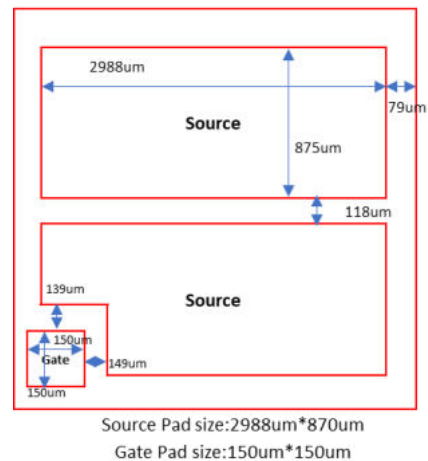 2988um
79um
Source
875um
118um
139um
Source
150um
Gate
149um
150um
Source Pad size:2988um*870um
Gate Pad size:150um*150um